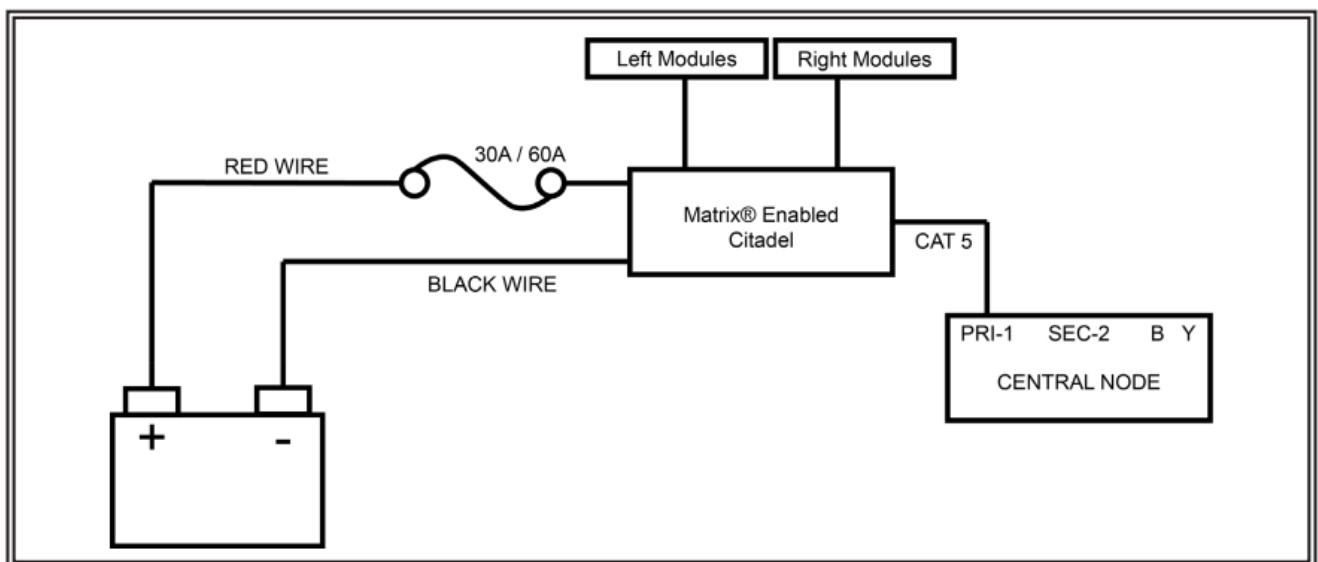 Left Modules
Right Modules
30A / 60A
RED WIRE
Matrix® Enabled
Citadel
CAT 5
BLACK WIRE
PRI-1 SEC-2 B Y
CENTRAL NODE
+ -